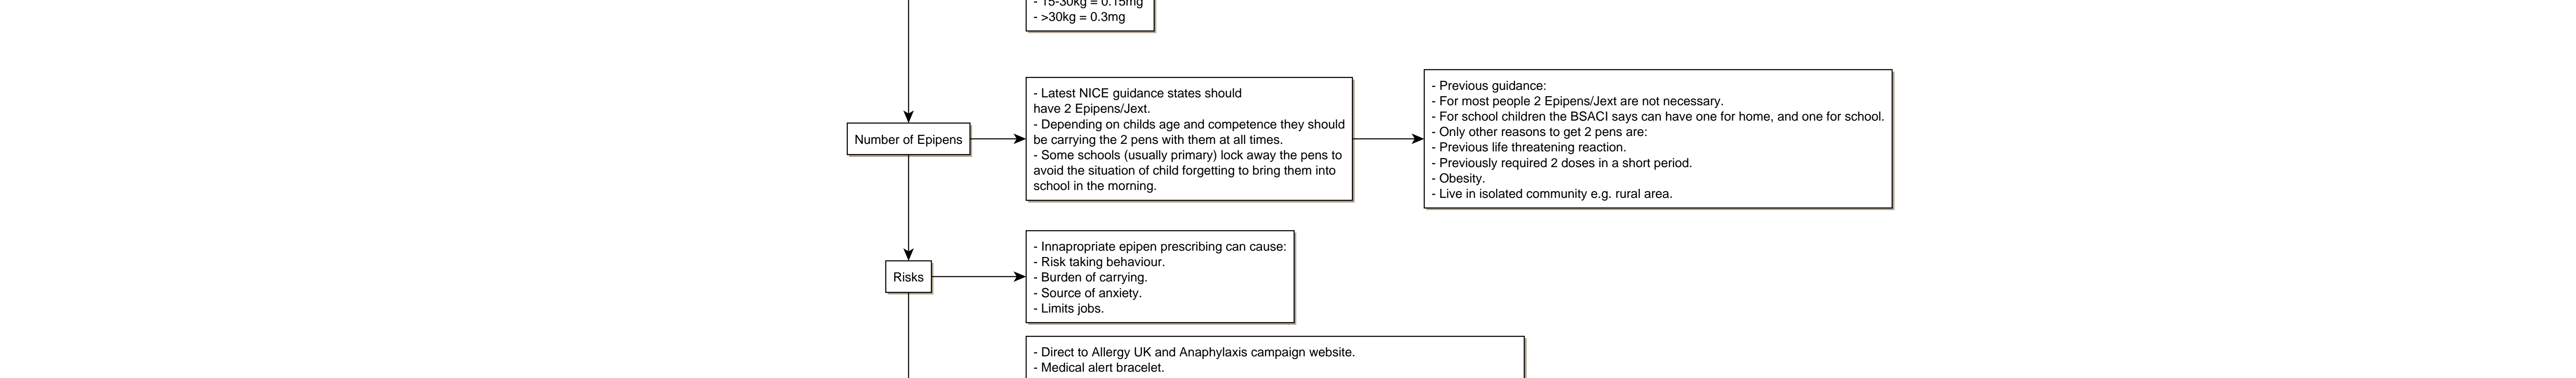 - 15-30kg = 0.15mg
- >30kg = 0.3mg
Number of Epipens
- Latest NICE guidance states should
have 2 Epipens/Jext.
- Depending on childs age and competence they should
be carrying the 2 pens with them at all times.
- Some schools (usually primary) lock away the pens to
avoid the situation of child forgetting to bring them into
school in the morning.
- Previous guidance:
- For most people 2 Epipens/Jext are not necessary.
- For school children the BSACI says can have one for home, and one for school.
- Only other reasons to get 2 pens are:
- Previous life threatening reaction.
- Previously required 2 doses in a short period.
- Obesity.
- Live in isolated community e.g. rural area.
Risks
- Innapropriate epipen prescribing can cause:
- Risk taking behaviour.
- Burden of carrying.
- Source of anxiety.
- Limits jobs.
- Direct to Allergy UK and Anaphylaxis campaign website.
- Medical alert bracelet.